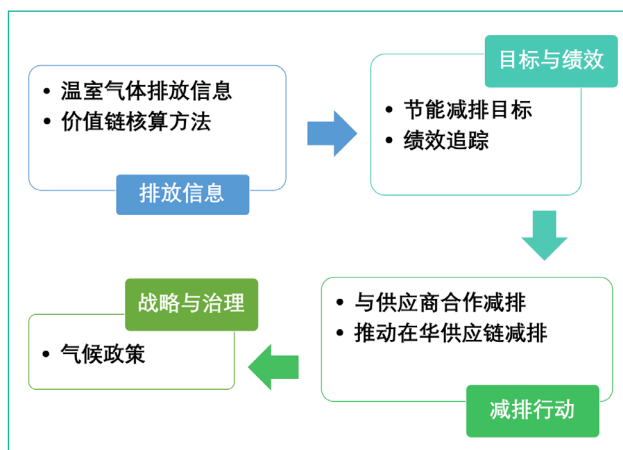 • 温室气体排放信息
• 价值链核算方法
排放信息
目标与绩效
• 节能减排目标
• 绩效追踪
• 与供应商合作减排
• 推动在华供应链减排
减排行动
战略与治理
• 气候政策